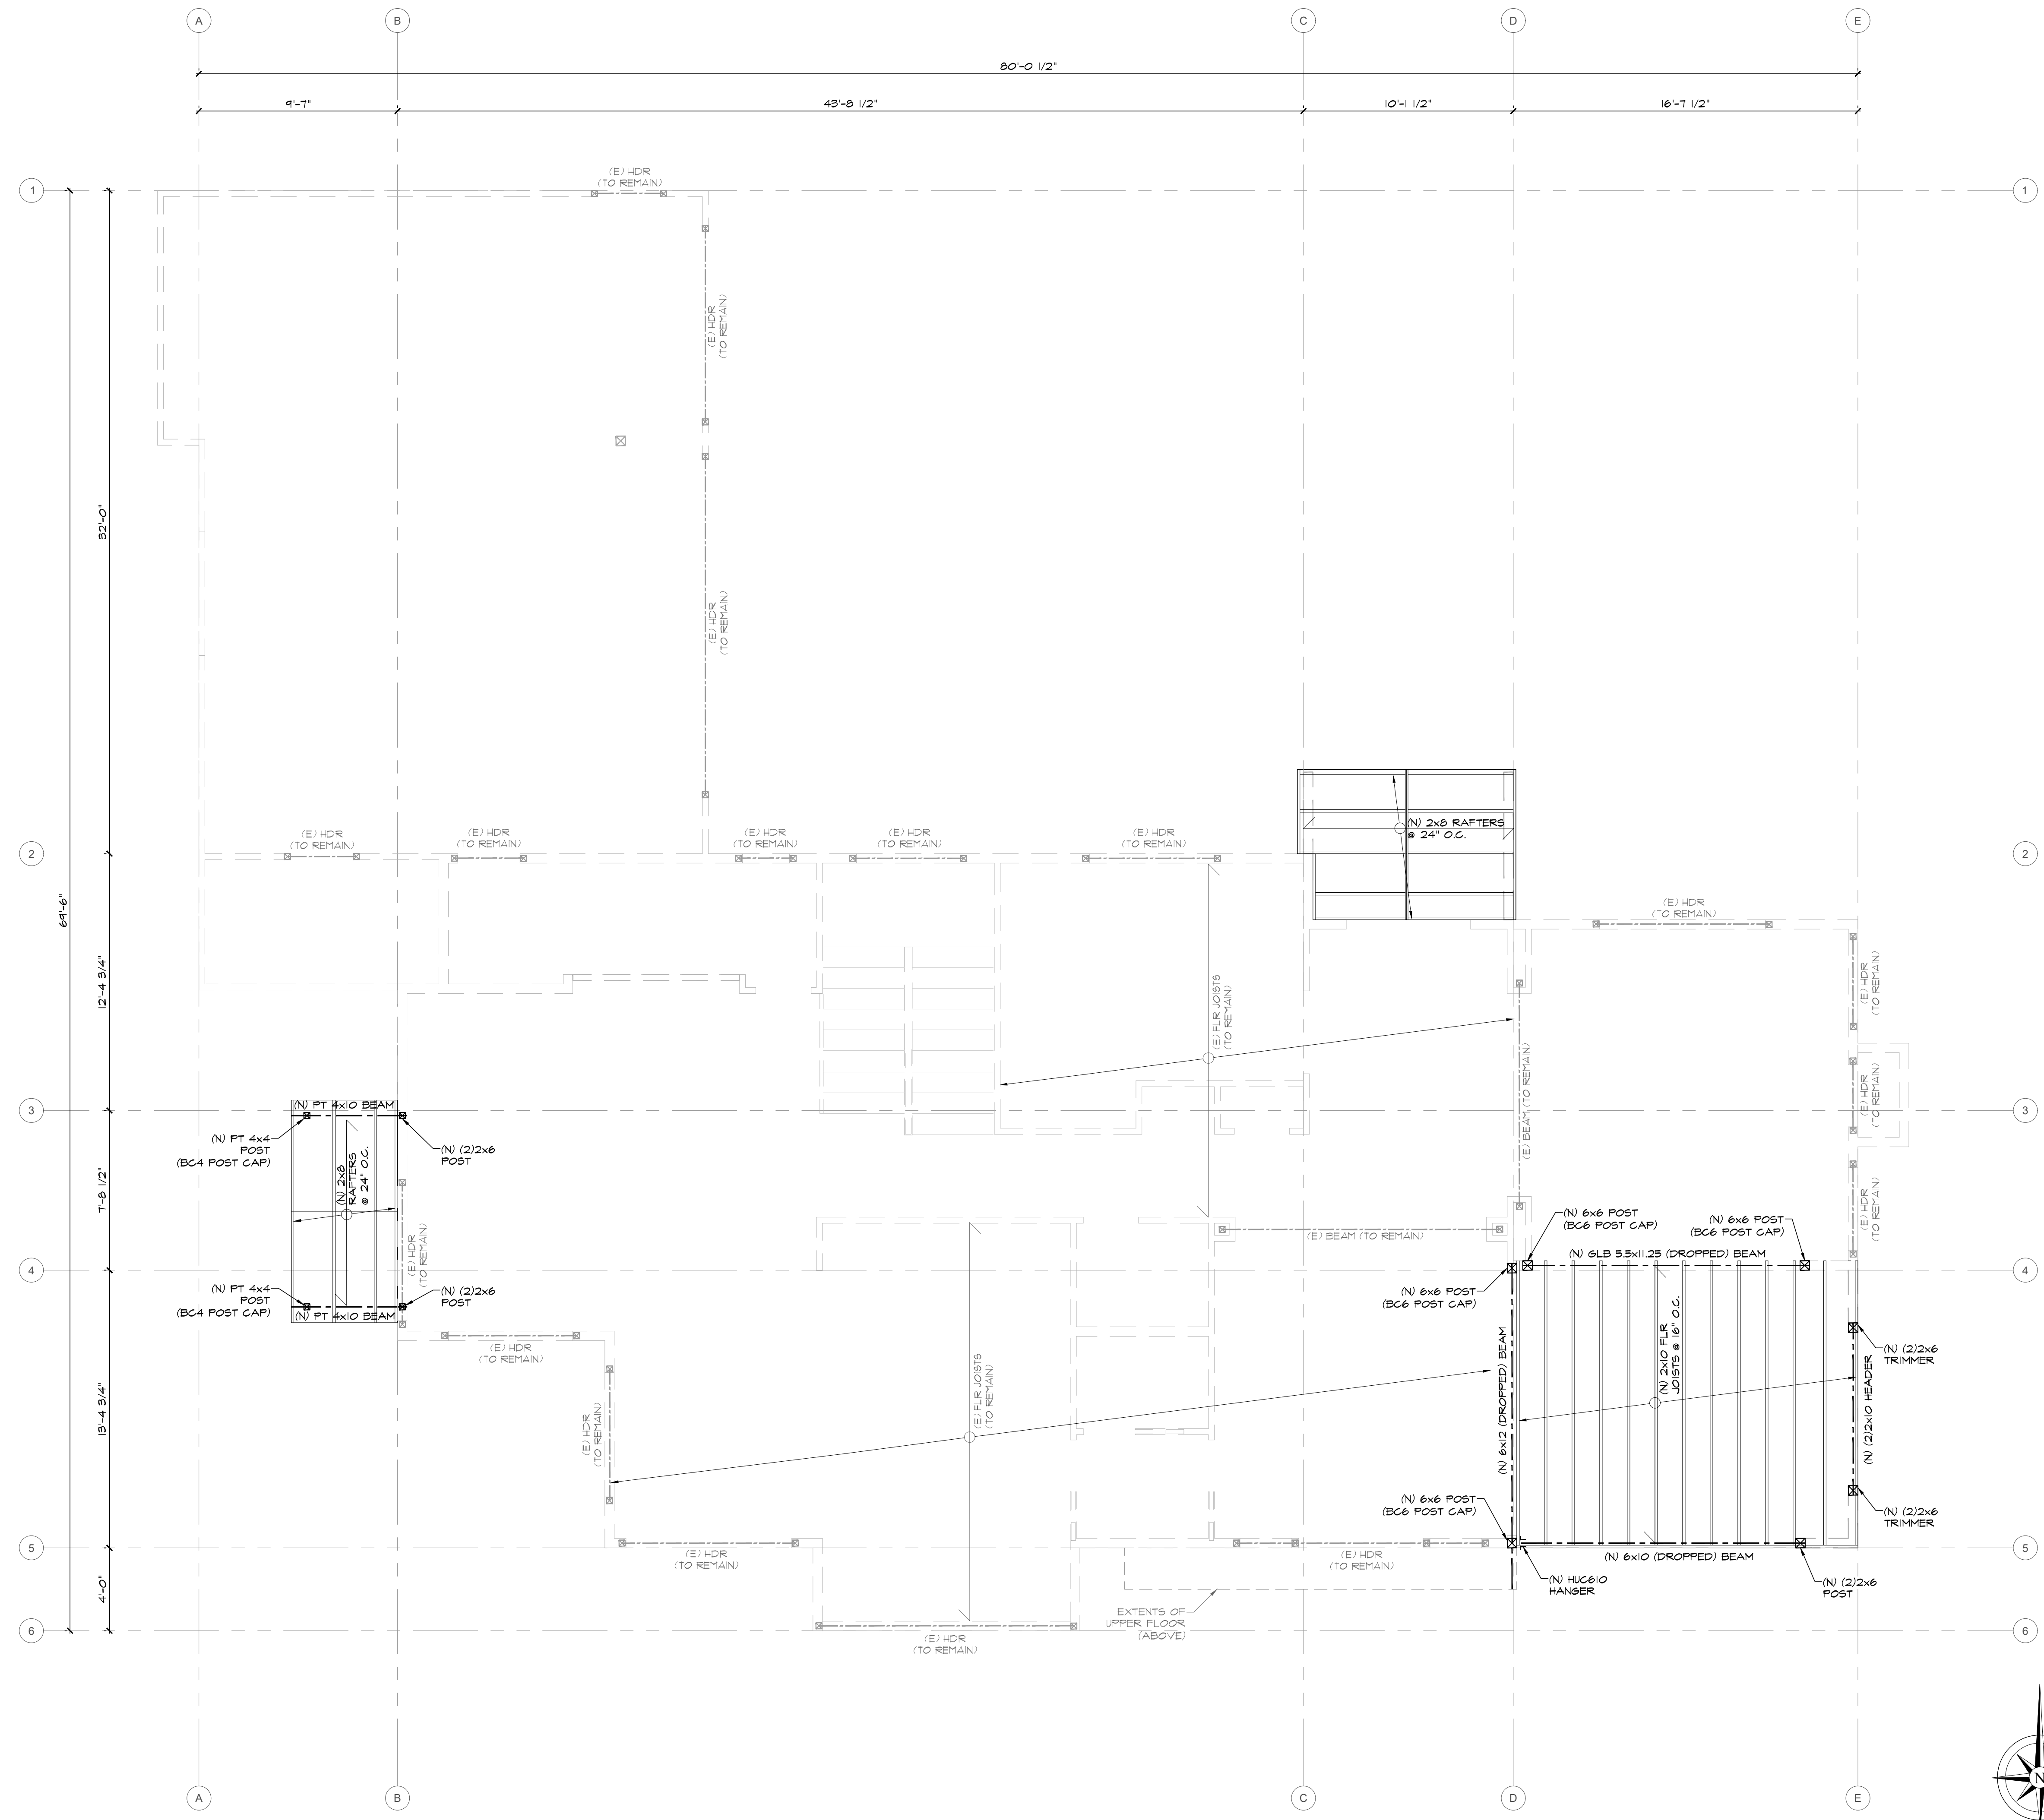 A
B
C
D
E
80'-0 1/2"
9'-7"
43'-8 1/2"
10'-1 1/2"
16'-7 1/2"
(E) HDR
(TO REMAIN)
1
1
(E) HDR
(TO REMAIN)
32'-0"
(E) HDR
(TO REMAIN)
69'-6"
(E) HDR
(TO REMAIN)
(E) HDR
(TO REMAIN)
(E) HDR
(TO REMAIN)
(E) HDR
(TO REMAIN)
(E) HDR
(TO REMAIN)
(N) 2x8 RAFTERS
@ 24" O.C.
2
2
(E) HDR
(TO REMAIN)
12'-4 3/4"
(E) FLR JOISTS
(TO REMAIN)
(E) HDR
(TO REMAIN)
(E) BEAM (TO REMAIN)
(E) HDR
(TO REMAIN)
3
3
(N) PT 4x10 BEAM
(N) PT 4x4
POST
(BC4 POST CAP)
(N) (2)2x6
POST
(N) 2x8
RAFTERS
@ 24" O.C.
7'-8 1/2"
(E) HDR
(TO REMAIN)
(E) HDR
(TO REMAIN)
(E) BEAM (TO REMAIN)
(N) 6x6 POST
(BC6 POST CAP)
(N) 6x6 POST
(BC6 POST CAP)
(N) GLB 5.5x11.25 (DROPPED) BEAM
4
4
(N) PT 4x4
POST
(BC4 POST CAP)
(N) (2)2x6
POST
(N) PT 4x10 BEAM
(N) 6x6 POST
(BC6 POST CAP)
(E) HDR
(TO REMAIN)
(N) 6x12 (DROPPED) BEAM
(N) 2x10 FLR
JOISTS @ 16" O.C.
(N) (2)2x6
TRIMMER
(N) (2)2x10 HEADER
13'-4 3/4"
(E) HDR
(TO REMAIN)
(E) FLR JOISTS
(TO REMAIN)
(N) 6x6 POST
(BC6 POST CAP)
(N) (2)2x6
TRIMMER
5
5
(E) HDR
(TO REMAIN)
(E) HDR
(TO REMAIN)
(N) 6x10 (DROPPED) BEAM
(N) HUC610
HANGER
(N) (2)2x6
POST
4'-0"
EXTENTS OF
UPPER FLOOR
(ABOVE)
6
6
(E) HDR
(TO REMAIN)
N
A
B
C
D
E